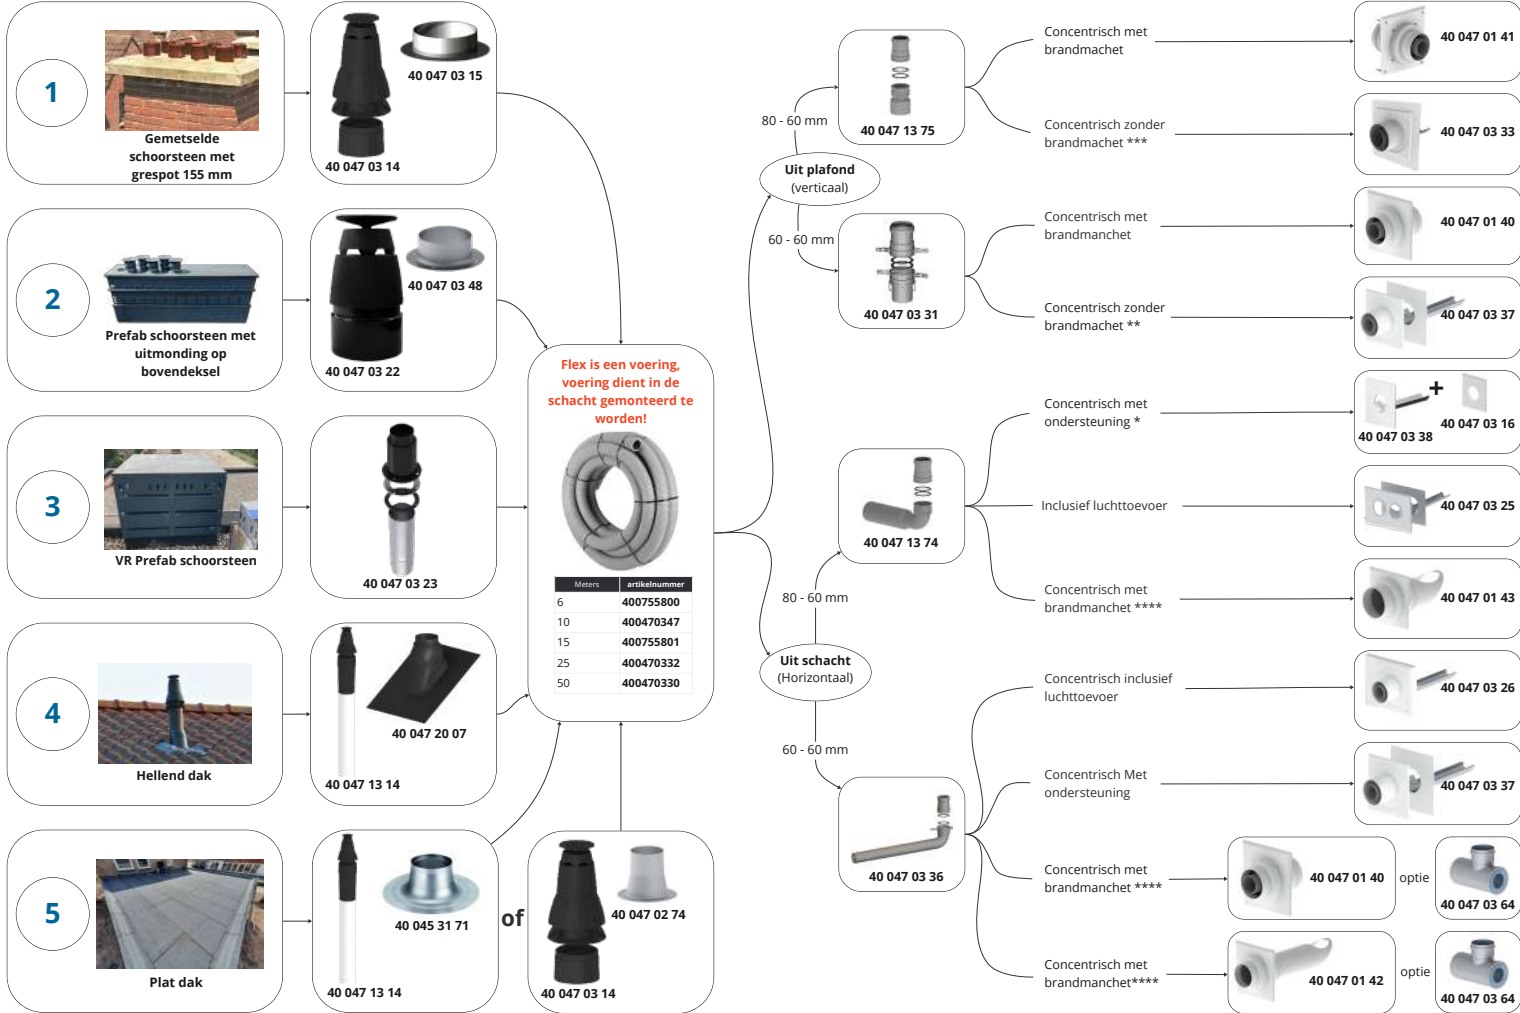 1
Gemetselde
schoorsteen met
grespot 155 mm
40 047 03 15
40 047 03 14
2
Prefab schoorsteen met
uitmonding op
bovendeksel
40 047 03 48
40 047 03 22
3
VR Prefab schoorsteen
40 047 03 23
4
Hellend dak
40 047 20 07
40 047 13 14
5
Plat dak
40 045 31 71
40 047 13 14
of
40 047 02 74
40 047 03 14
Flex is een voering,
voering dient in de
schacht gemonteerd te
worden!
Meters artikelnummer
6 400755800
10 400470347
15 400755801
25 400470332
50 400470330
Uit plafond
(verticaal)
80 - 60 mm
40 047 13 75
Concentrisch met
brandmachet
40 047 01 41
Concentrisch zonder
brandmachet ***
40 047 03 33
60 - 60 mm
40 047 03 31
Concentrisch met
brandmanchet
40 047 01 40
Concentrisch zonder
brandmachet **
40 047 03 37
Uit schacht
(Horizontaal)
80 - 60 mm
40 047 13 74
Concentrisch met
ondersteuning *
+
40 047 03 38
40 047 03 16
Inclusief luchttoevoer
40 047 03 25
Concentrisch met
brandmanchet ****
40 047 01 43
60 - 60 mm
40 047 03 36
Concentrisch inclusief
luchttoevoer
40 047 03 26
Concentrisch Met
ondersteuning
40 047 03 37
Concentrisch met
brandmanchet ****
40 047 01 40
optie
40 047 03 64
Concentrisch met
brandmanchet****
40 047 01 42
optie
40 047 03 64